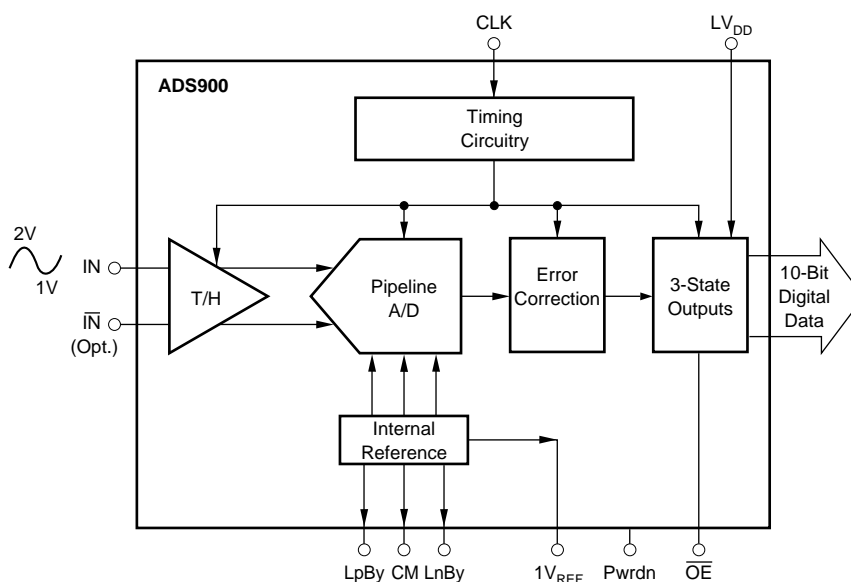 CLK
LVDD
ADS900
Timing
Circuitry
2V
1V
IN
IN
(Opt.)
T/H
Pipeline
A/D
Error
Correction
3-State
Outputs
10-Bit
Digital
Data
Internal
Reference
LpBy CM LnBy 1VREF Pwrdn OE